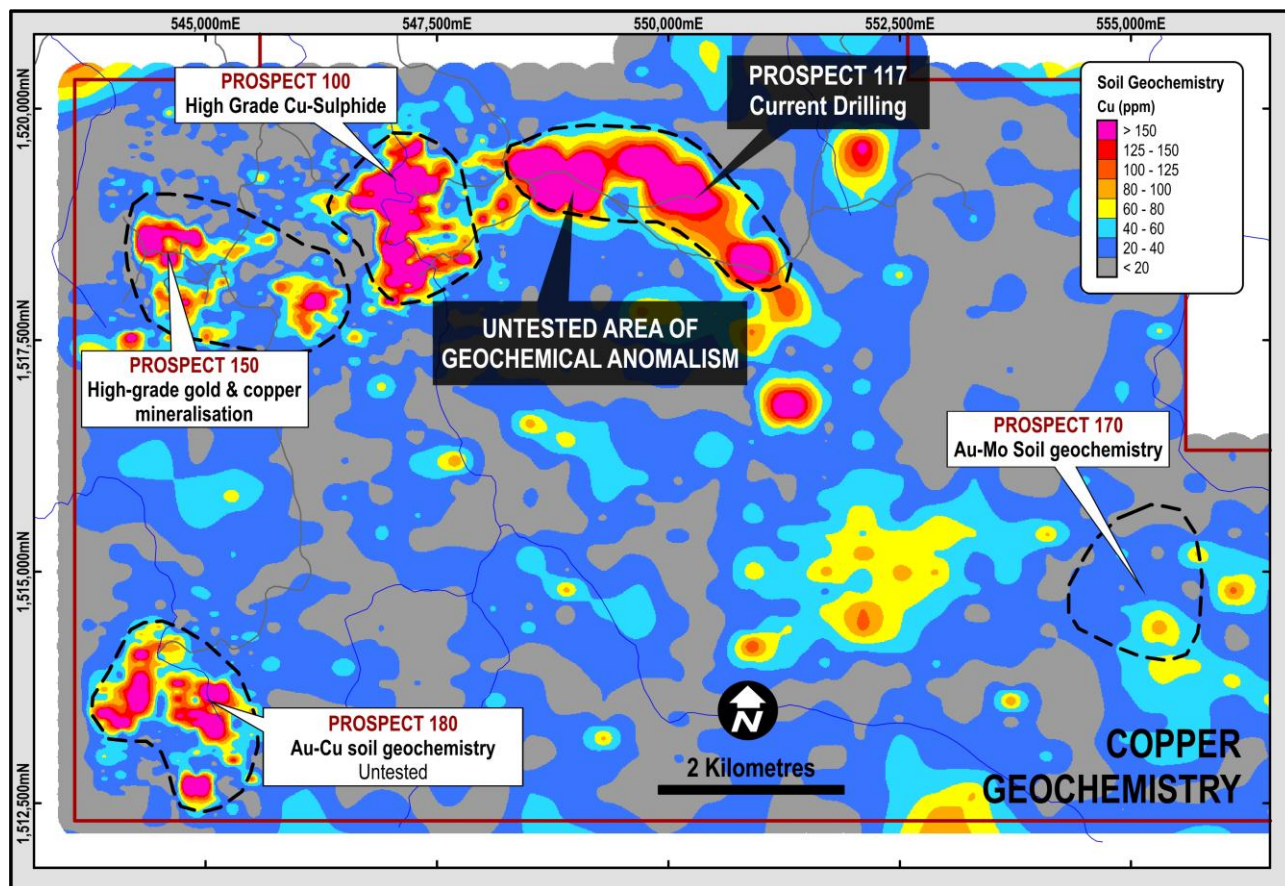 545,000mE
547,500mE
550,000mE
552,500mE
555,000mE
1,520,000mN
1,517,500mN
1,515,000mN
1,512,500mN
PROSPECT 100
High Grade Cu-Sulphide
PROSPECT 117
Current Drilling
Soil Geochemistry
Cu (ppm)
> 150
125 - 150
100 - 125
80 - 100
60 - 80
40 - 60
20 - 40
< 20
UNTESTED AREA OF
GEOCHEMICAL ANOMALISM
PROSPECT 150
High-grade gold & copper
mineralisation
PROSPECT 170
Au-Mo Soil geochemistry
PROSPECT 180
Au-Cu soil geochemistry
Untested
N
2 Kilometres
COPPER
GEOCHEMISTRY